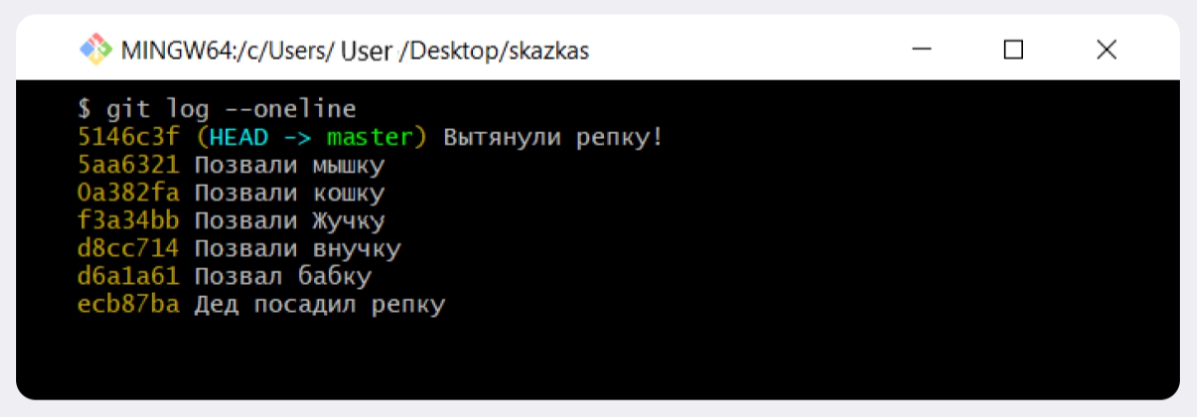 MINGW64:/c/Users/ User /Desktop/skazkas
$ git log --oneline
5146c3f (HEAD -> master) Вытянули репку!
5aa6321 Позвали мышку
0a382fa Позвали кошку
f3a34bb Позвали Жучку
d8cc714 Позвали внучку
d6a1a61 Позвал бабку
ecb87ba Дед посадил репку